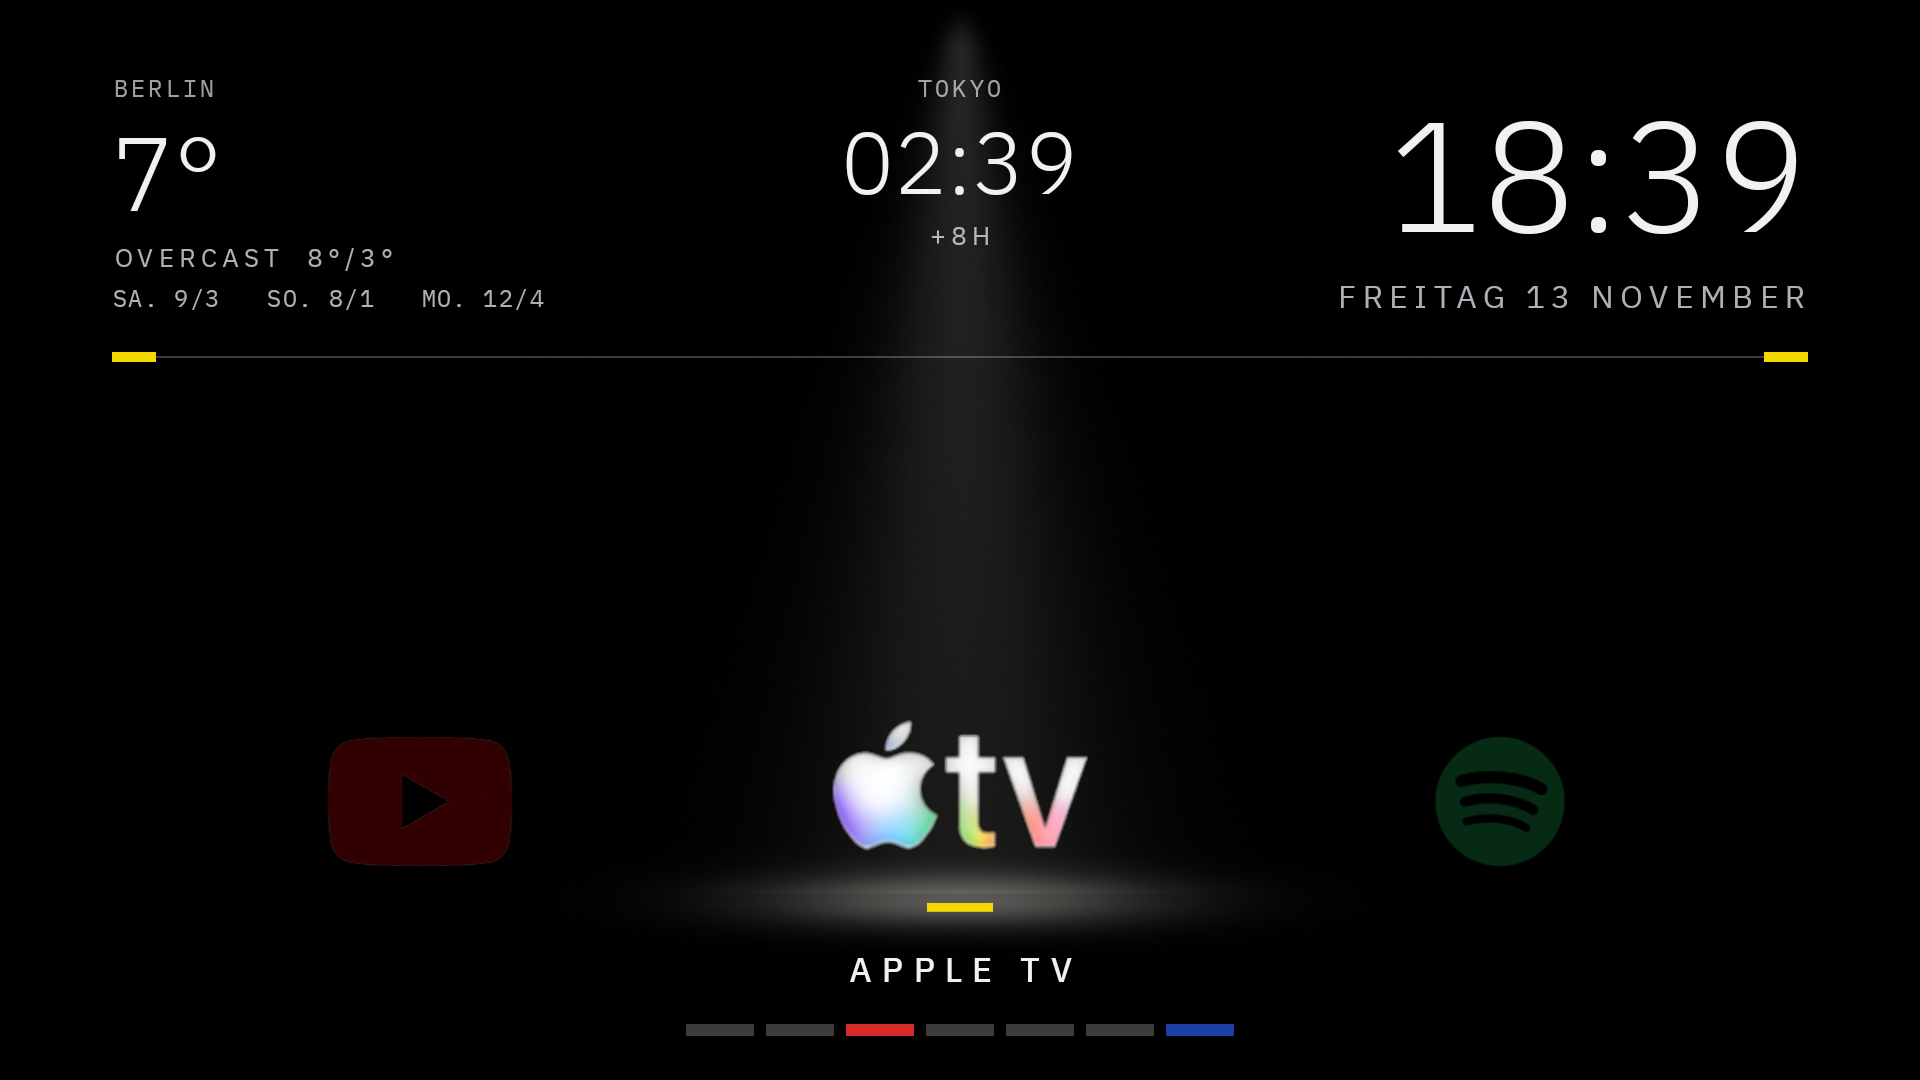 BERLIN
7°
OVERCAST 8°/3°
SA. 9/3 SO. 8/1 MO. 12/4
TOKYO
02:39
+8H
18:39
FREITAG 13 NOVEMBER
tv
APPLE TV